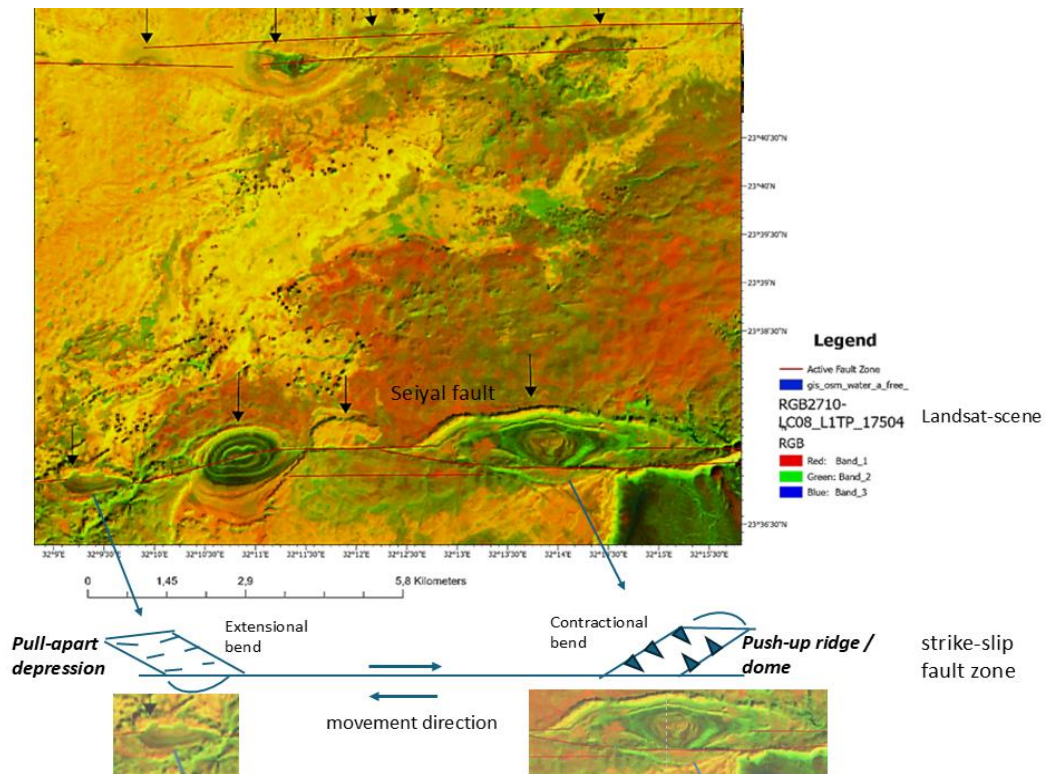 23°40'30"N
23°40'N
23°39'30"N
23°39'N
23°38'30"N
Seiyal fault
Legend
Active Fault Zone
gis_osm_water_a_free_
RGB2710-
LC08_L1TP_17504
RGB
Red: Band_1
Green: Band_2
Blue: Band_3
Landsat-scene
23°36'30"N
32°9'E 32°9'30"E 32°10'E 32°10'30"E 32°11'E 32°11'30"E 32°12'E 32°12'30"E 32°13'E 32°13'30"E 32°14'E 32°14'30"E 32°15'E 32°15'30"E
0 1,45 2,9 5,8 Kilometers
Pull-apart
depression
Extensional
bend
Contractional
bend
Push-up ridge /
dome
strike-slip
fault zone
movement direction